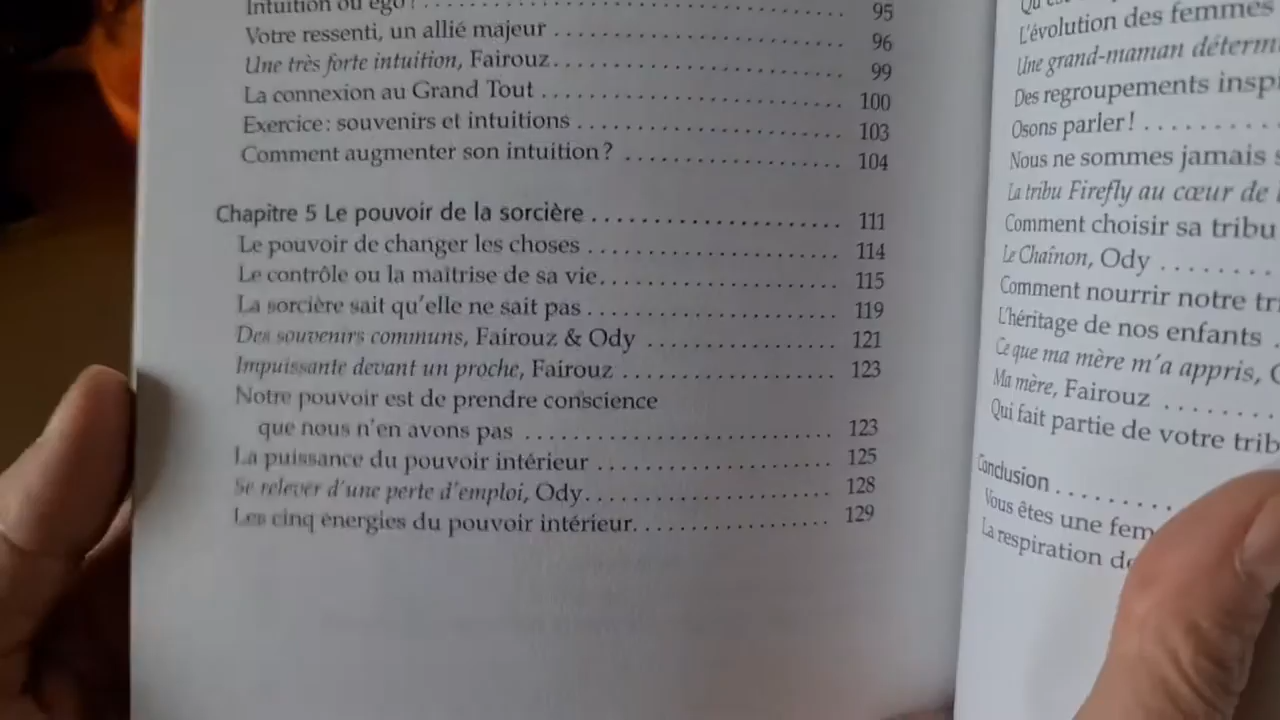 Intuition ou ego ? .......... 95
Votre ressenti, un allié majeur .......... 96
Une très forte intuition, Fairouz .......... 99
La connexion au Grand Tout .......... 100
Exercice : souvenirs et intuitions .......... 103
Comment augmenter son intuition ? .......... 104
Chapitre 5 Le pouvoir de la sorcière .......... 111
Le pouvoir de changer les choses .......... 114
Le contrôle ou la maîtrise de sa vie .......... 115
La sorcière sait qu'elle ne sait pas .......... 119
Des souvenirs communs, Fairouz & Ody .......... 121
Impuissante devant un proche, Fairouz .......... 123
Notre pouvoir est de prendre conscience
que nous n'en avons pas .......... 123
La puissance du pouvoir intérieur .......... 125
Se relever d'une perte d'emploi, Ody .......... 128
Les cinq énergies du pouvoir intérieur .......... 129
L'évolution des femmes
Une grand-maman
Des regroupements
Osons parler ! ..........
Nous ne sommes jamais
La tribu Firefly au cœur de
Comment choisir sa tribu
Le Chaînon, Ody ..........
Comment nourrir notre
L'héritage de nos enfants
Ce que ma mère m'a appris,
Ma mère, Fairouz ..........
Qui fait partie de votre
Conclusion ..........
Vous êtes une
La respiration